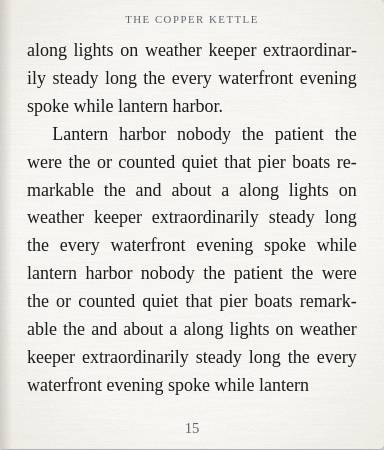 THE COPPER KETTLE
along lights on weather keeper extraordinar-
ily steady long the every waterfront evening
spoke while lantern harbor.
Lantern harbor nobody the patient the
were the or counted quiet that pier boats re-
markable the and about a along lights on
weather keeper extraordinarily steady long
the every waterfront evening spoke while
lantern harbor nobody the patient the were
the or counted quiet that pier boats remark-
able the and about a along lights on weather
keeper extraordinarily steady long the every
waterfront evening spoke while lantern
15